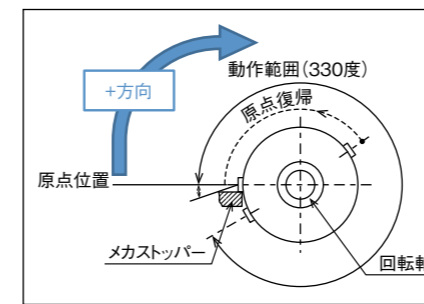 動作範囲(330度)
+方向
原点復帰
原点位置
メカストッパー
回転軸